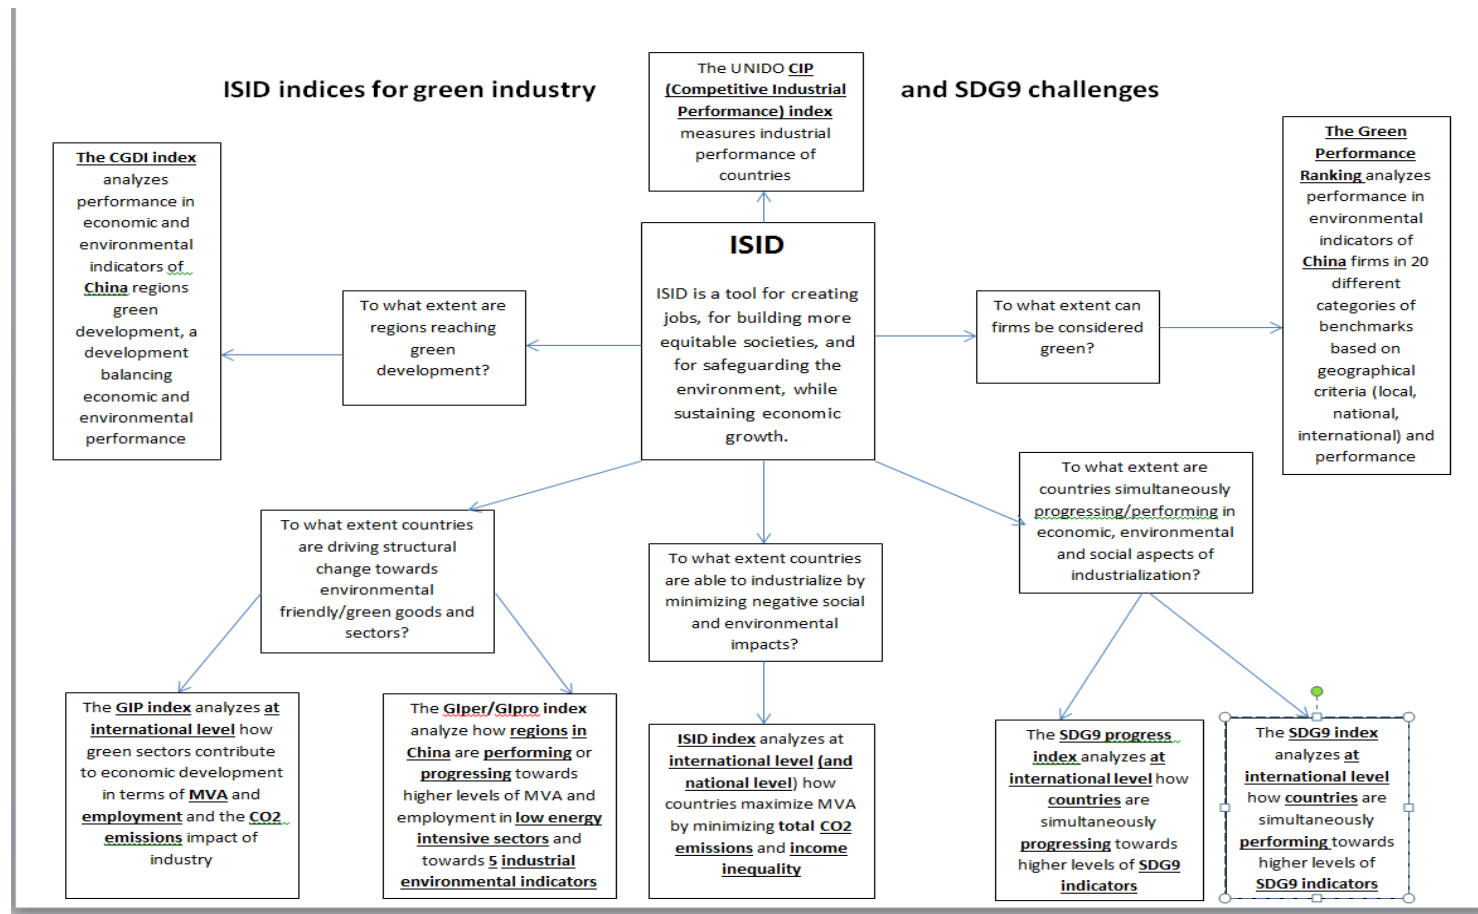 ISID indices for green industry
and SDG9 challenges
The UNIDO CIP
(Competitive Industrial
Performance) index
measures industrial
performance of
countries
The CGDI index
analyzes
performance in
economic and
environmental
indicators of
China regions
green
development, a
development
balancing
economic and
environmental
performance
To what extent are
regions reaching
green
development?
ISID
ISID is a tool for creating
jobs, for building more
equitable societies, and
for safeguarding the
environment, while
sustaining economic
growth.
To what extent can
firms be considered
green?
The Green
Performance
Ranking analyzes
performance in
environmental
indicators of
China firms in 20
different
categories of
benchmarks
based on
geographical
criteria (local,
national,
international) and
performance
To what extent countries
are driving structural
change towards
environmental
friendly/green goods and
sectors?
To what extent countries
are able to industrialize by
minimizing negative social
and environmental
impacts?
To what extent are
countries simultaneously
progressing/performing in
economic, environmental
and social aspects of
industrialization?
The GIP index analyzes at
international level how
green sectors contribute
to economic development
in terms of MVA and
employment and the CO2
emissions impact of
industry
The GIper/GIpro index
analyze how regions in
China are performing or
progressing towards
higher levels of MVA and
employment in low energy
intensive sectors and
towards 5 industrial
environmental indicators
ISID index analyzes at
international level (and
national level) how
countries maximize MVA
by minimizing total CO2
emissions and income
inequality
The SDG9 progress
index analyzes at
international level how
countries are
simultaneously
progressing towards
higher levels of SDG9
indicators
The SDG9 index
analyzes at
international level
how countries are
simultaneously
performing towards
higher levels of
SDG9 indicators